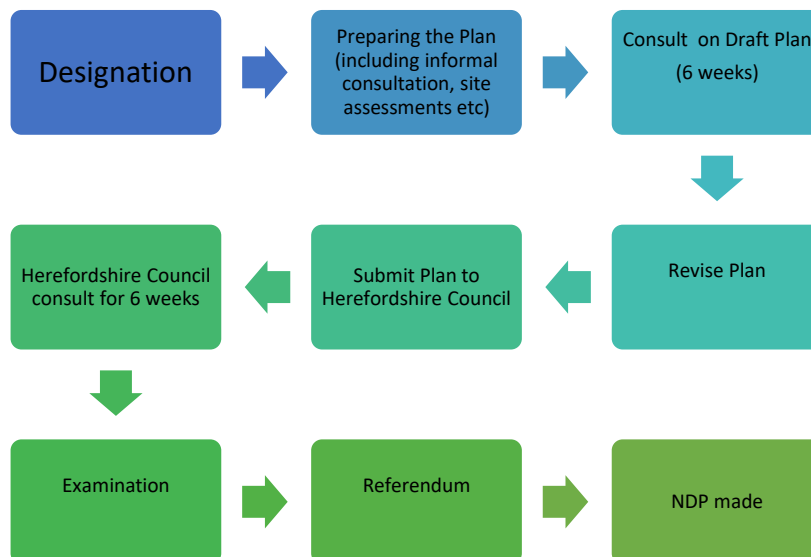 Designation
Preparing the Plan
(including informal
consultation, site
assessments etc)
Consult on Draft Plan
(6 weeks)
Revise Plan
Submit Plan to
Herefordshire Council
Herefordshire Council
consult for 6 weeks
Examination
Referendum
NDP made